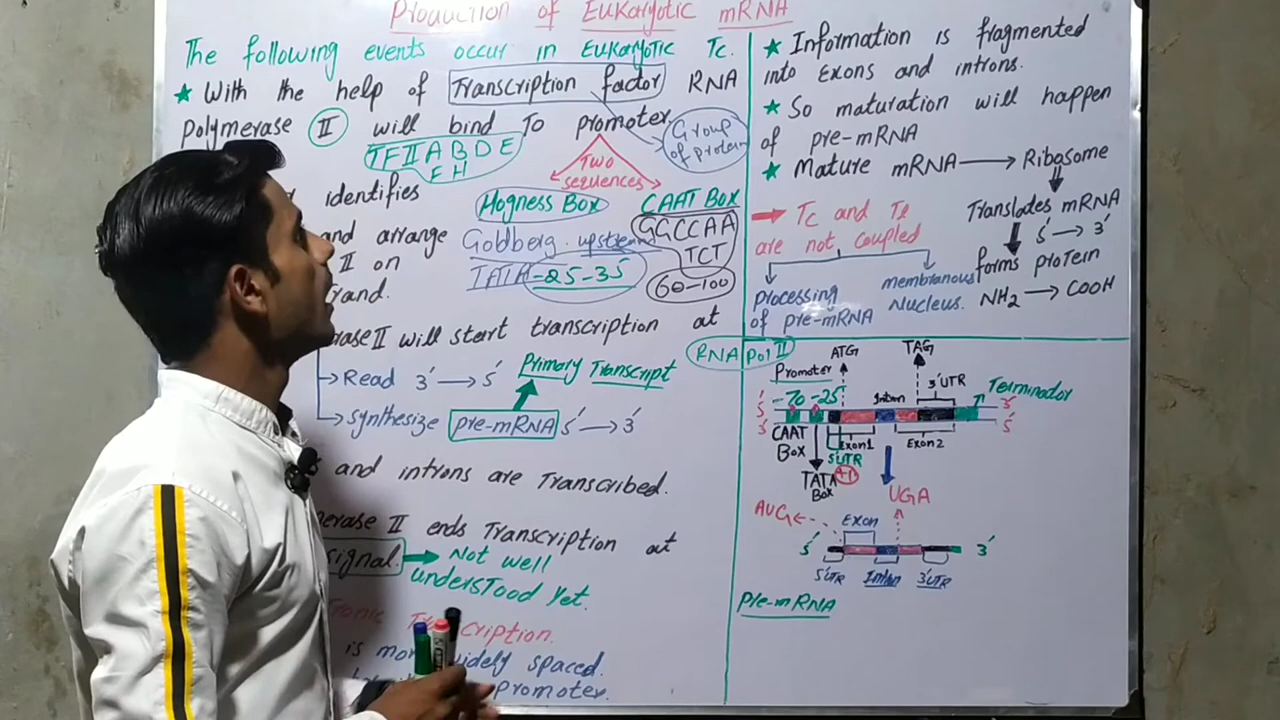 Production of Eukaryotic mRNA
The following events occur in Eukaryotic Tc.
★ With the help of Transcription factor RNA
Polymerase II will bind To promoter
Group
of protein
TFII A B D E
F H
Two
sequences
identifies
Hogness Box
CAAT Box
and arrange
Goldberg upstream
GGCCAA
TCT
II on
TATA -25-35
60-100
rand.
rase II will start transcription at
Primary Transcript
→ Read 3' → 5'
→ Synthesize pre-mRNA 5' → 3'
and introns are Transcribed.
merase II ends Transcription at
signal. → Not well
understood yet.
is more widely spaced.
promoter.
★ Information is fragmented
into Exons and introns.
★ So maturation will happen
of pre-mRNA
★ Mature mRNA → Ribosome
Translates mRNA
5' → 3'
forms protein
NH2 → COOH
→ Tc and Tl
are not coupled
processing
of pre-mRNA
membranous
Nucleus.
RNA Pol II
ATG
TAG
Promoter
3'UTR
Terminator
-70 -25
Intron
5' 3'
3' 5'
CAAT
Box
Exon1
Exon2
5'UTR
+1
TATA
Box
UGA
AUG
Exon
5' 3'
5'UTR Intron 3'UTR
Pre-mRNA